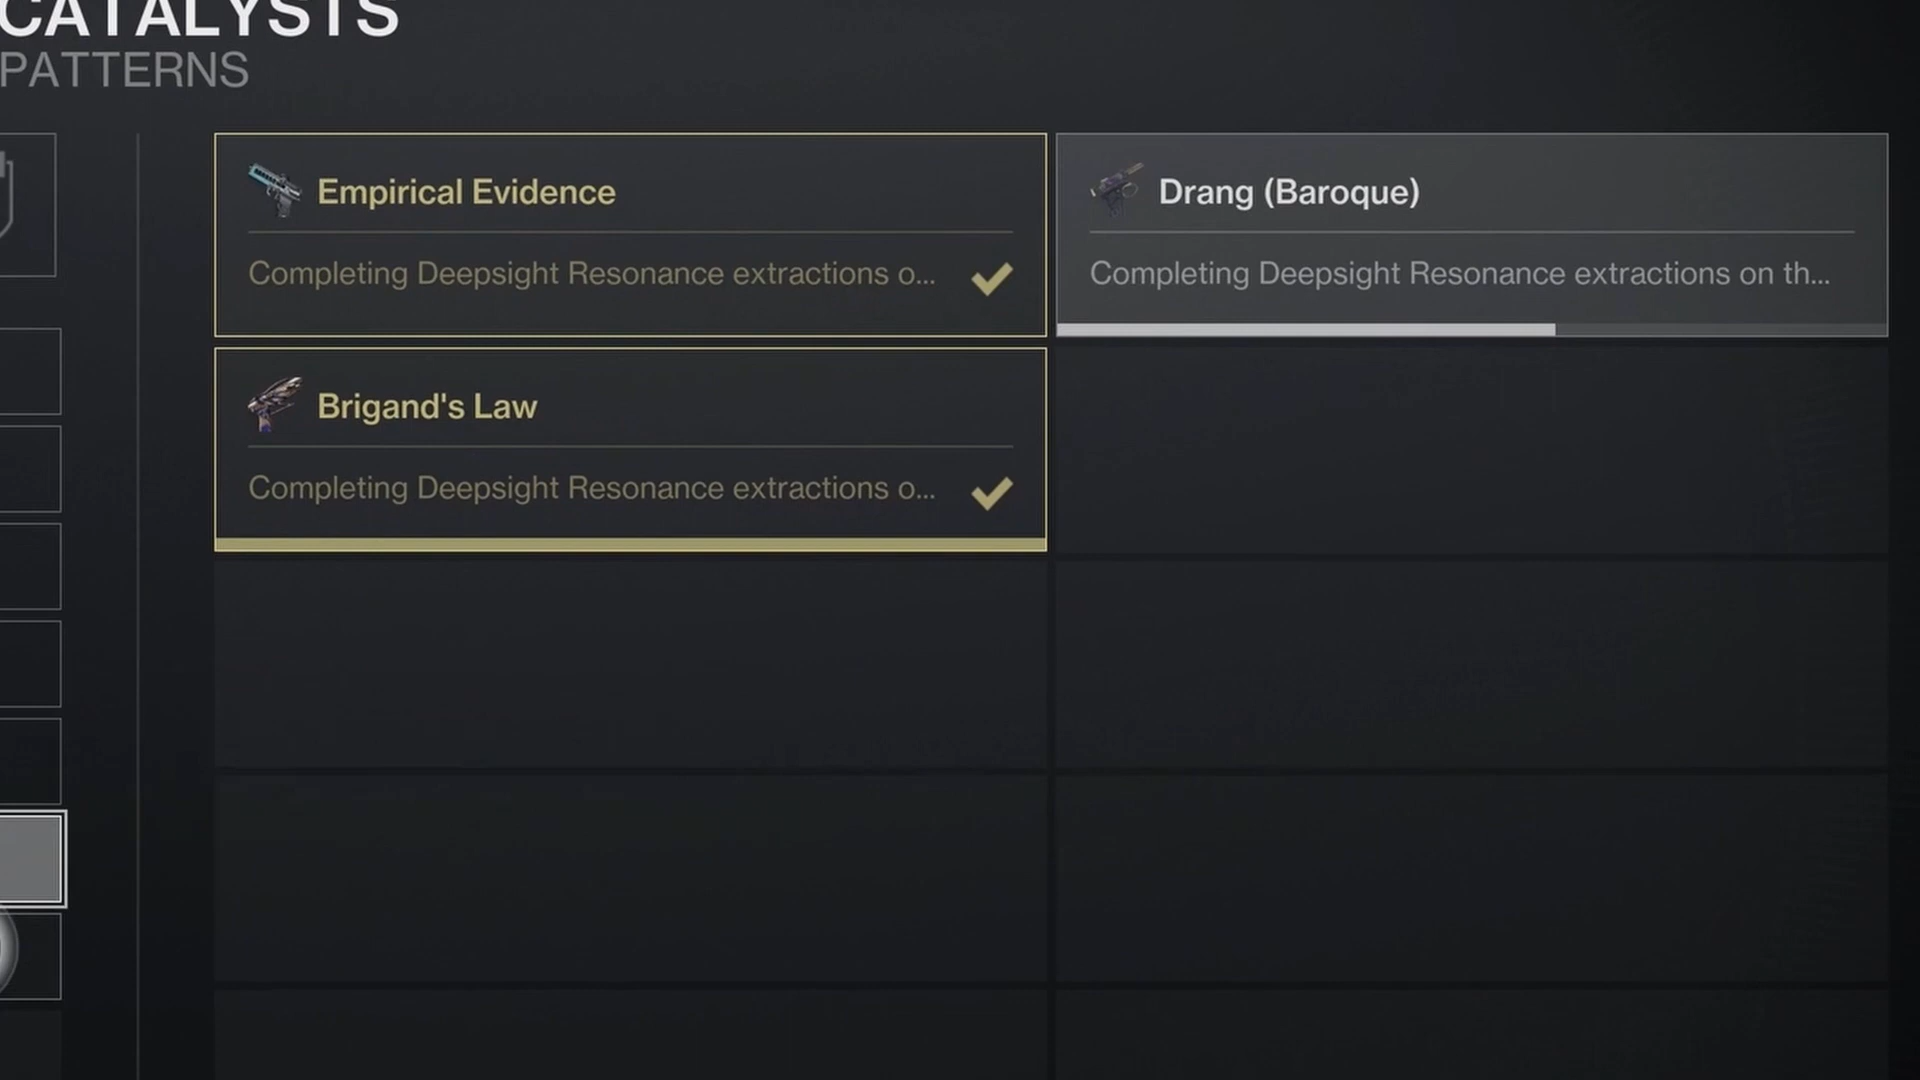 CATALYSTS
PATTERNS
Empirical Evidence
Completing Deepsight Resonance extractions o...
Drang (Baroque)
Completing Deepsight Resonance extractions on th...
Brigand's Law
Completing Deepsight Resonance extractions o...